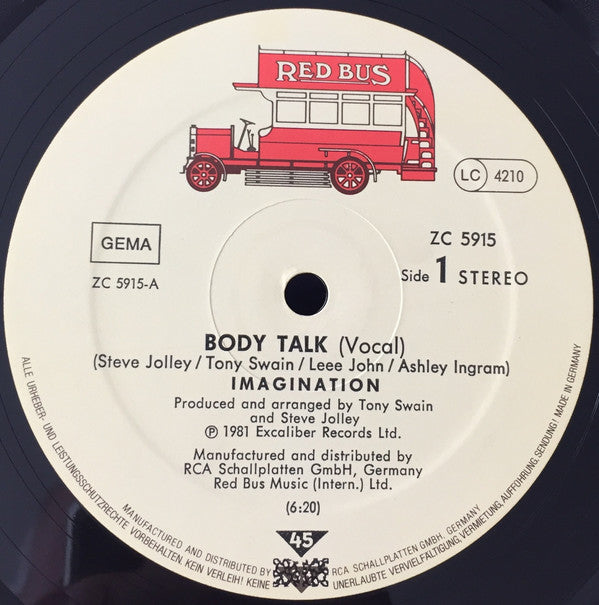 RED BUS
LC 4210
GEMA
ZC 5915
ZC 5915-A
Side 1 STEREO
BODY TALK (Vocal)
(Steve Jolley/Tony Swain/Leee John/Ashley Ingram)
IMAGINATION
Produced and arranged by Tony Swain
and Steve Jolley
℗ 1981 Excaliber Records Ltd.
Manufactured and distributed by
RCA Schallplatten GmbH, Germany
Red Bus Music (Intern.) Ltd.
(6:20)
45
MANUFACTURED AND DISTRIBUTED BY RCA SCHALLPLATTEN GMBH. GERMANY
ALLE URHEBER- UND LEISTUNGSSCHUTZRECHTE VORBEHALTEN. KEIN VERLEIH! KEINE UNERLAUBTE VERVIELFÄLTIGUNG, VERMIETUNG, AUFFÜHRUNG, SENDUNG! MADE IN GERMANY